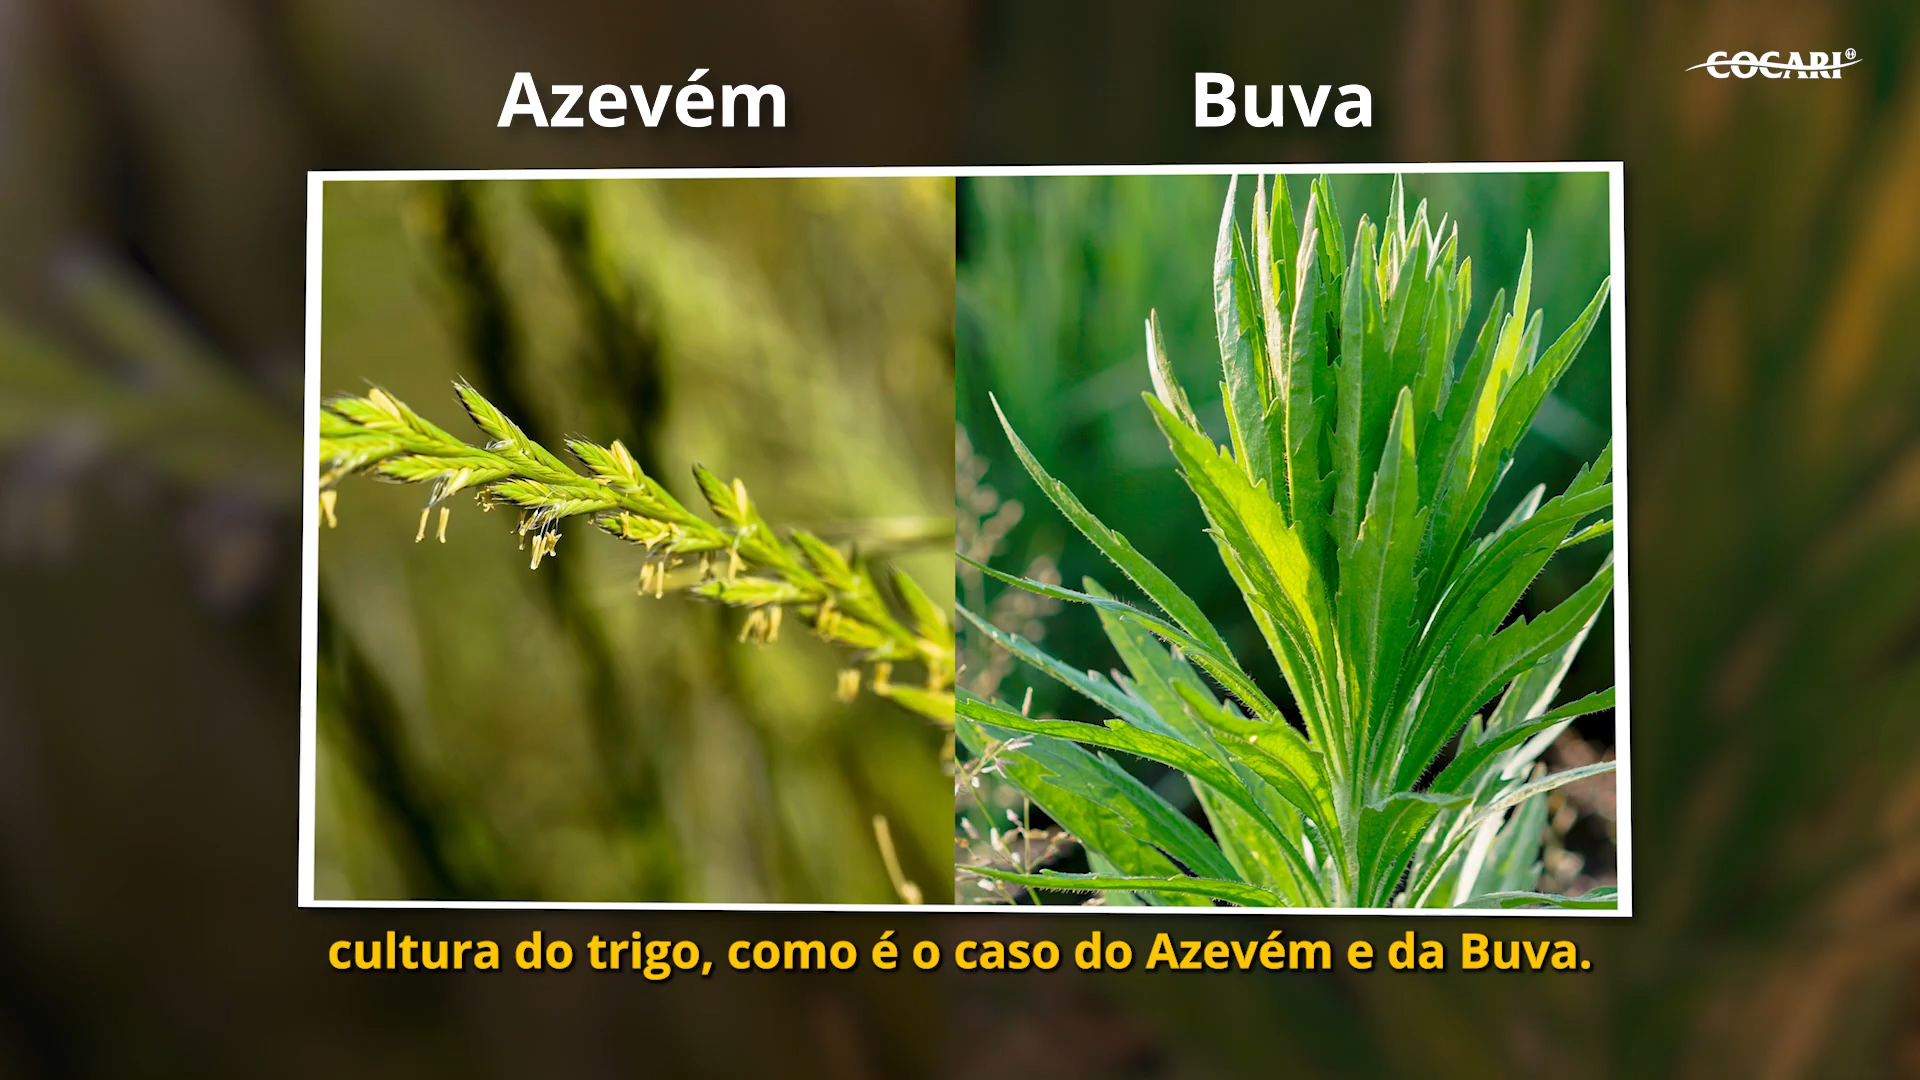 Azevém
Buva
COCARI
cultura do trigo, como é o caso do Azevém e da Buva.